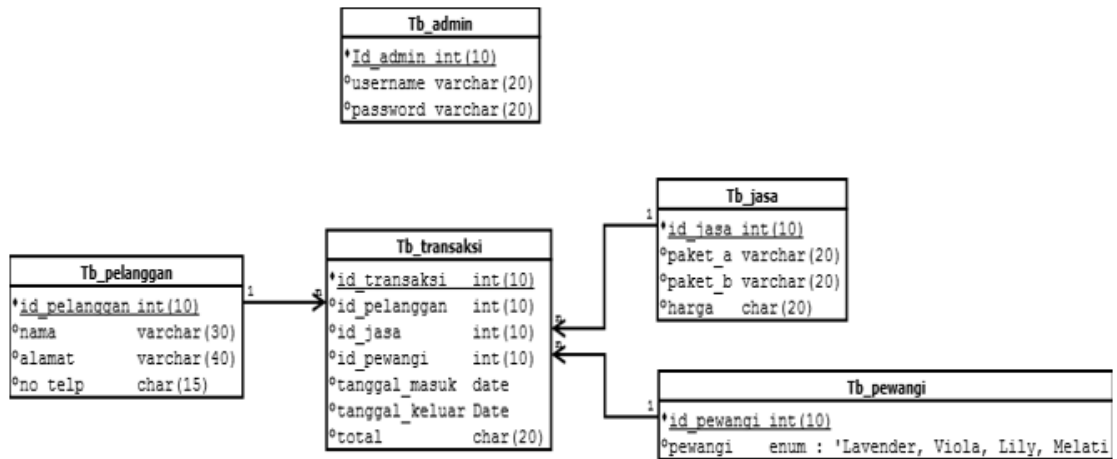 Tb_admin
*Id_admin int(10)
°username varchar(20)
°password varchar(20)
Tb_pelanggan
*id_pelanggan int(10)
°nama varchar(30)
°alamat varchar(40)
°no telp char(15)
1
Tb_transaksi
*id_transaksi int(10)
°id_pelanggan int(10)
°id_jasa int(10)
°id_pewangi int(10)
°tanggal_masuk date
°tanggal_keluar Date
°total char(20)
1
Tb_jasa
*id_jasa int(10)
°paket_a varchar(20)
°paket_b varchar(20)
°harga char(20)
1
Tb_pewangi
*id_pewangi int(10)
°pewangi enum : 'Lavender, Viola, Lily, Melati